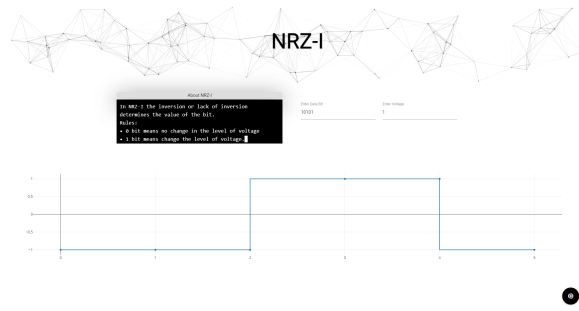 NRZ-I
About NRZ-I
In NRZ-I the inversion or lack of inversion
determines the value of the bit.
Rules:
• 0 bit means no change in the level of voltage
• 1 bit means change the level of voltage.
Enter Data Bit
10101
Enter Voltage
1
1
0.5
0
-0.5
-1
0
1
2
3
4
5